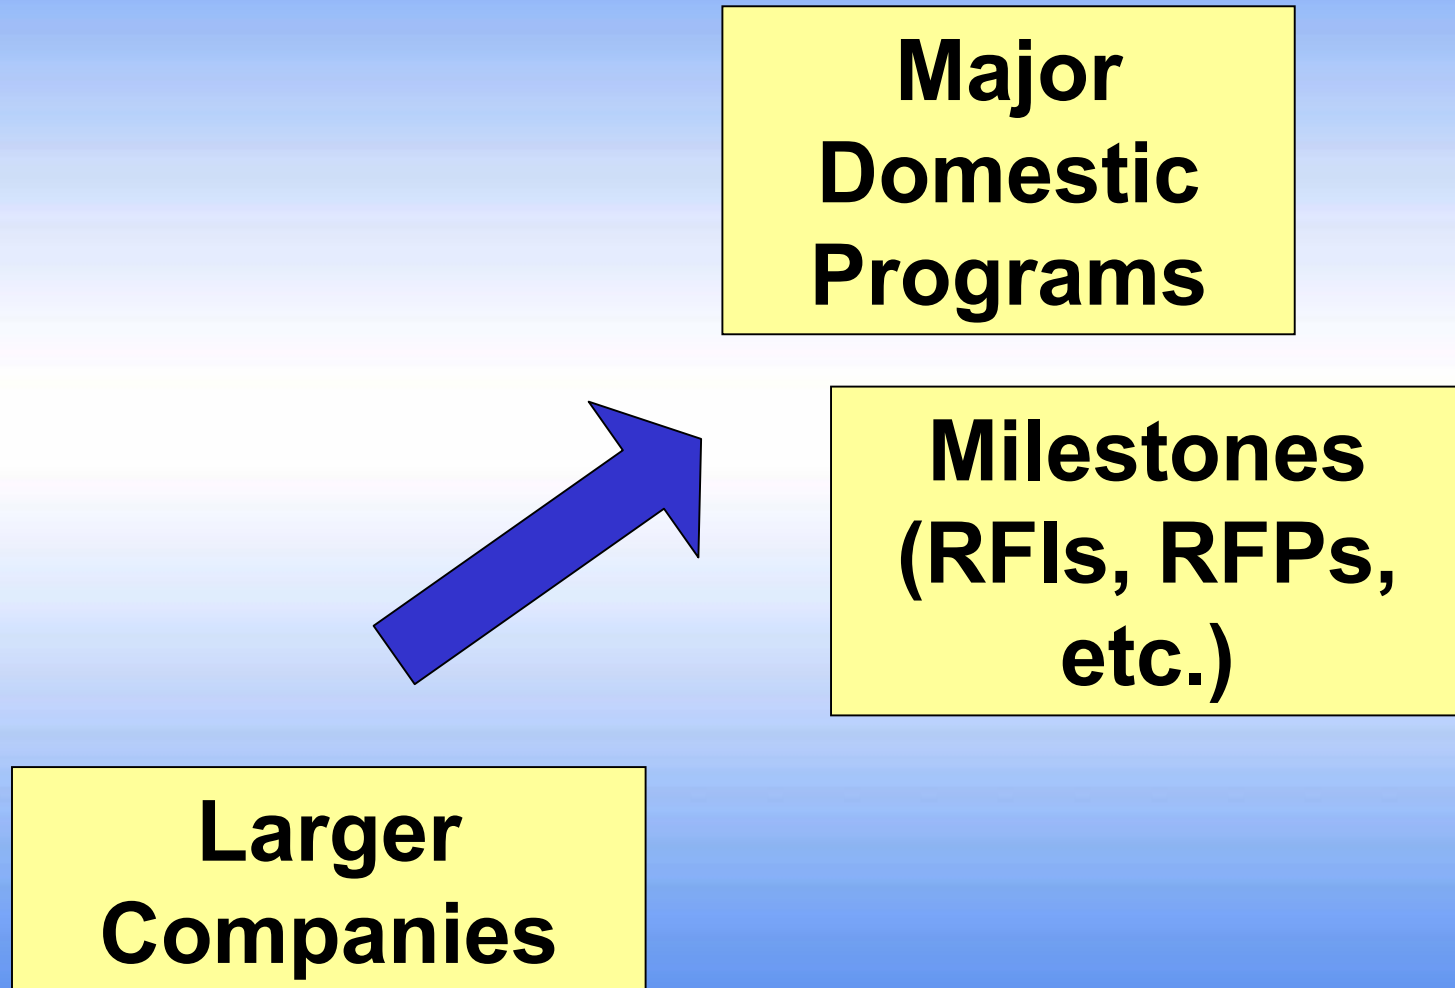 Major
Domestic
Programs
Milestones
(RFIs, RFPs,
etc.)
Larger
Companies